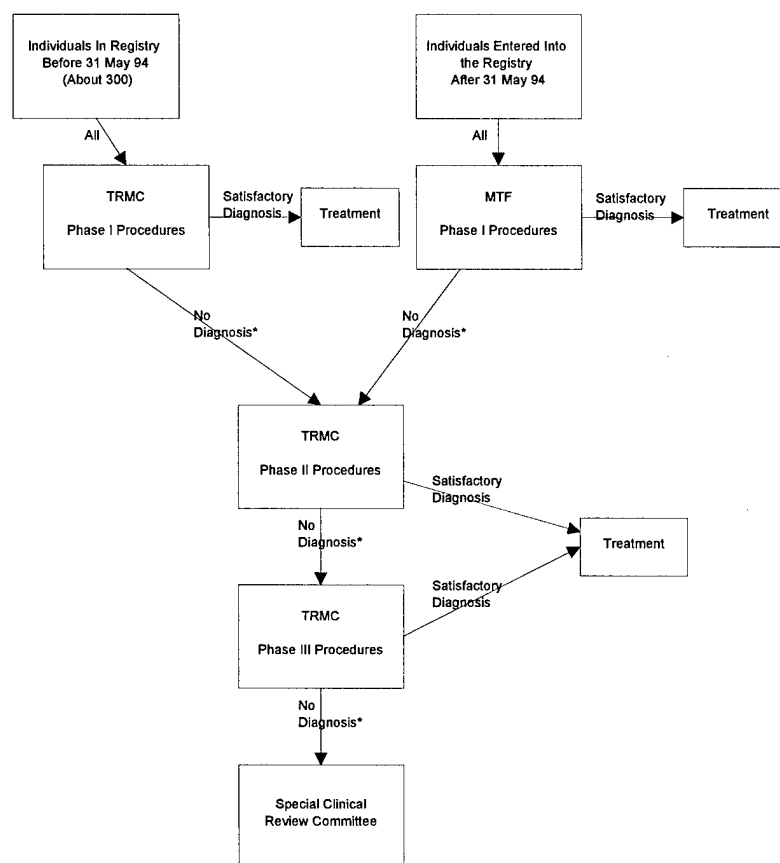 Individuals In Registry
Before 31 May 94
(About 300)
Individuals Entered Into
the Registry
After 31 May 94
All
All
TRMC
Phase I Procedures
Satisfactory
Diagnosis
Treatment
MTF
Phase I Procedures
Satisfactory
Diagnosis
Treatment
No
Diagnosis*
No
Diagnosis*
TRMC
Phase II Procedures
Satisfactory
Diagnosis
No
Diagnosis*
Treatment
TRMC
Phase III Procedures
Satisfactory
Diagnosis
No
Diagnosis*
Special Clinical
Review Committee